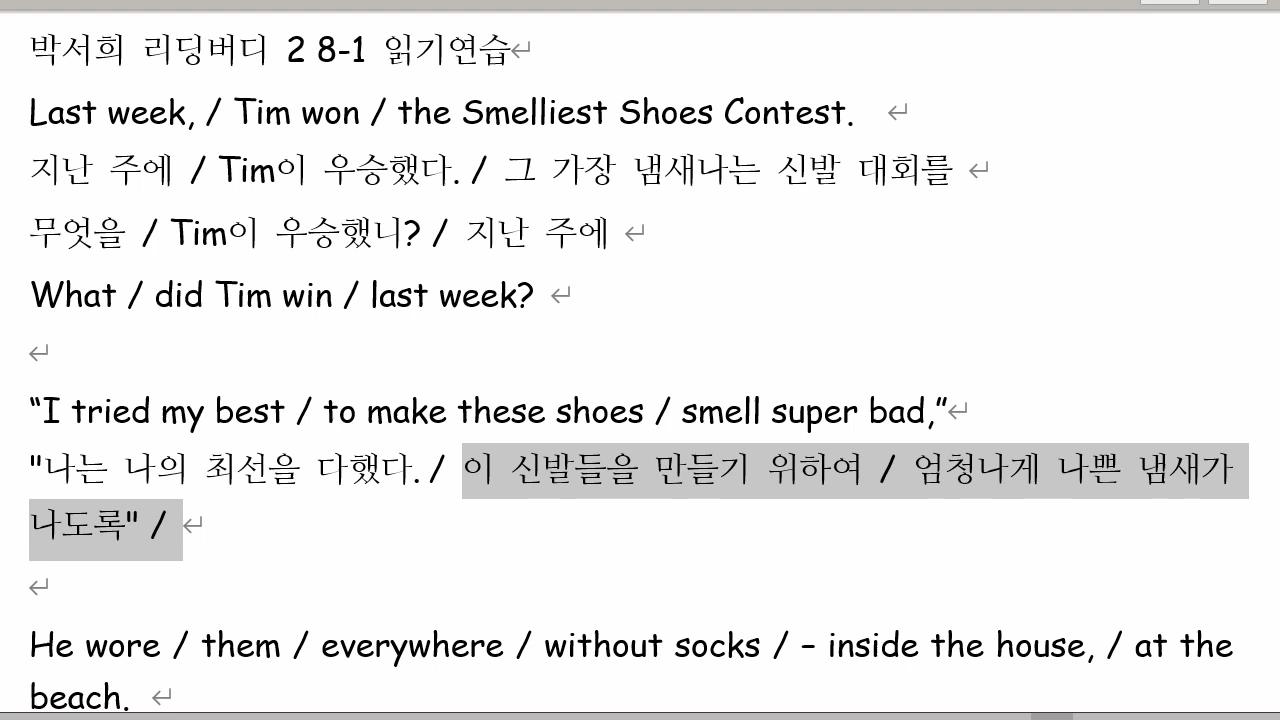 박서희 리딩버디 2 8-1 읽기연습
Last week, / Tim won / the Smelliest Shoes Contest.
지난 주에 / Tim이 우승했다. / 그 가장 냄새나는 신발 대회를
무엇을 / Tim이 우승했니? / 지난 주에
What / did Tim win / last week?
“I tried my best / to make these shoes / smell super bad,”
"나는 나의 최선을 다했다. / 이 신발들을 만들기 위하여 / 엄청나게 나쁜 냄새가
나도록" /
He wore / them / everywhere / without socks / – inside the house, / at the
beach.